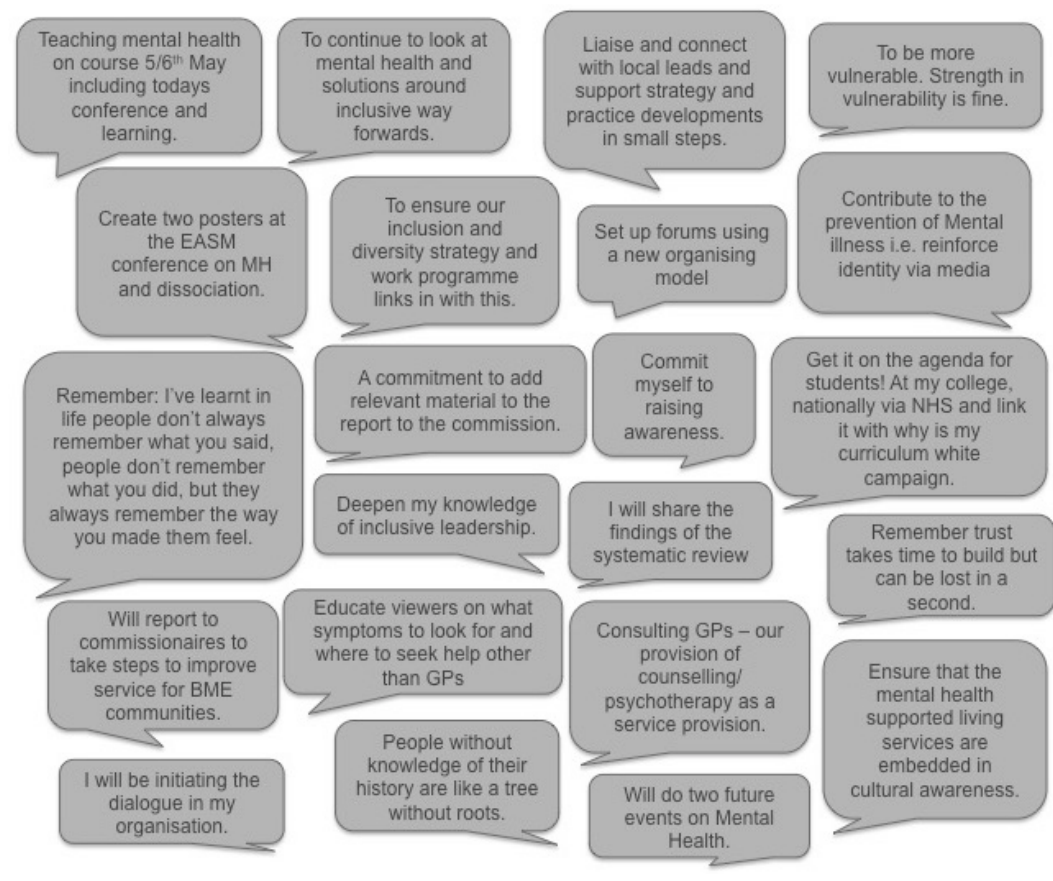 Teaching mental health
on course 5/6th May
including todays
conference and
learning.
To continue to look at
mental health and
solutions around
inclusive way
forwards.
Liaise and connect
with local leads and
support strategy and
practice developments
in small steps.
To be more
vulnerable. Strength in
vulnerability is fine.
Create two posters at
the EASM
conference on MH
and dissociation.
To ensure our
inclusion and
diversity strategy and
work programme
links in with this.
Set up forums using
a new organising
model
Contribute to the
prevention of Mental
illness i.e. reinforce
identity via media
Remember: I've learnt in
life people don't always
remember what you said,
people don't remember
what you did, but they
always remember the way
you made them feel.
A commitment to add
relevant material to the
report to the commission.
Commit
myself to
raising
awareness.
Get it on the agenda for
students! At my college,
nationally via NHS and link
it with why is my
curriculum white
campaign.
Deepen my knowledge
of inclusive leadership.
I will share the
findings of the
systematic review
Remember trust
takes time to build but
can be lost in a
second.
Will report to
commissionaires to
take steps to improve
service for BME
communities.
Educate viewers on what
symptoms to look for and
where to seek help other
than GPs
Consulting GPs – our
provision of
counselling/
psychotherapy as a
service provision.
Ensure that the
mental health
supported living
services are
embedded in
cultural awareness.
I will be initiating the
dialogue in my
organisation.
People without
knowledge of their
history are like a tree
without roots.
Will do two future
events on Mental
Health.